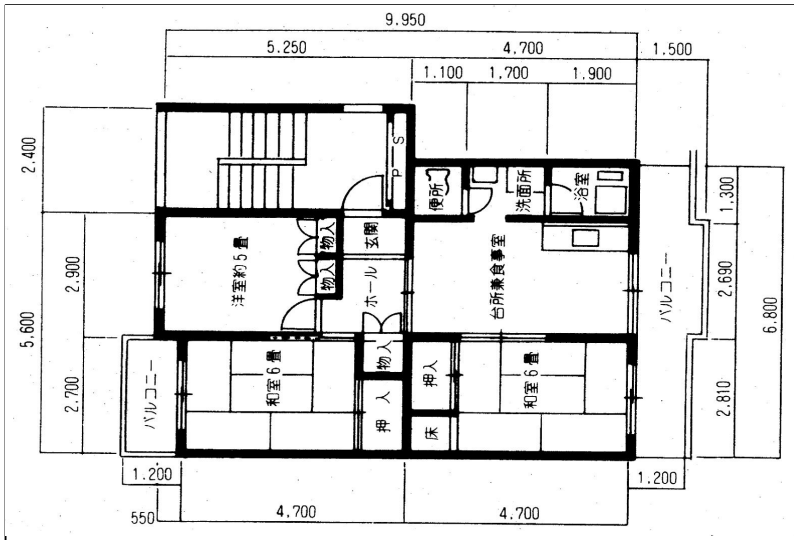 9.950
5.250
4.700
1.500
1.100
1.700
1.900
2.400
PS
便所
洗面所
浴室
1.300
洋室約5畳
物入
物入
玄関
ホール
台所兼食事室
バルコニー
2.900
5.600
2.690
6.800
バルコニー
2.700
和室6畳
物入
押入
押入
床
和室6畳
2.810
1.200
550
4.700
4.700
1.200